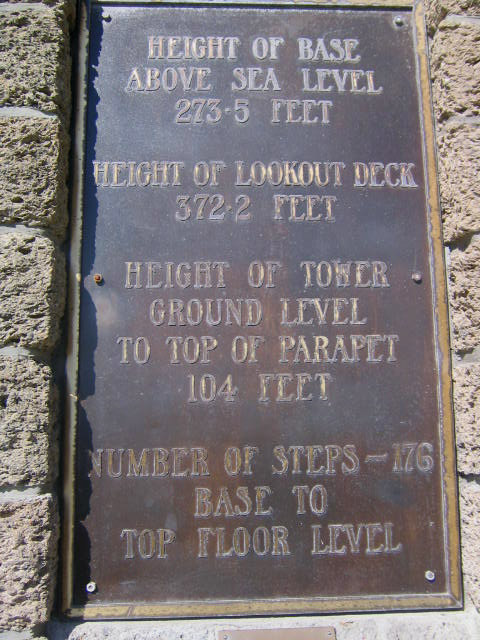 HEIGHT OF BASE
ABOVE SEA LEVEL
273·5 FEET
HEIGHT OF LOOKOUT DECK
372·2 FEET
HEIGHT OF TOWER
GROUND LEVEL
TO TOP OF PARAPET
104 FEET
NUMBER OF STEPS – 176
BASE TO
TOP FLOOR LEVEL